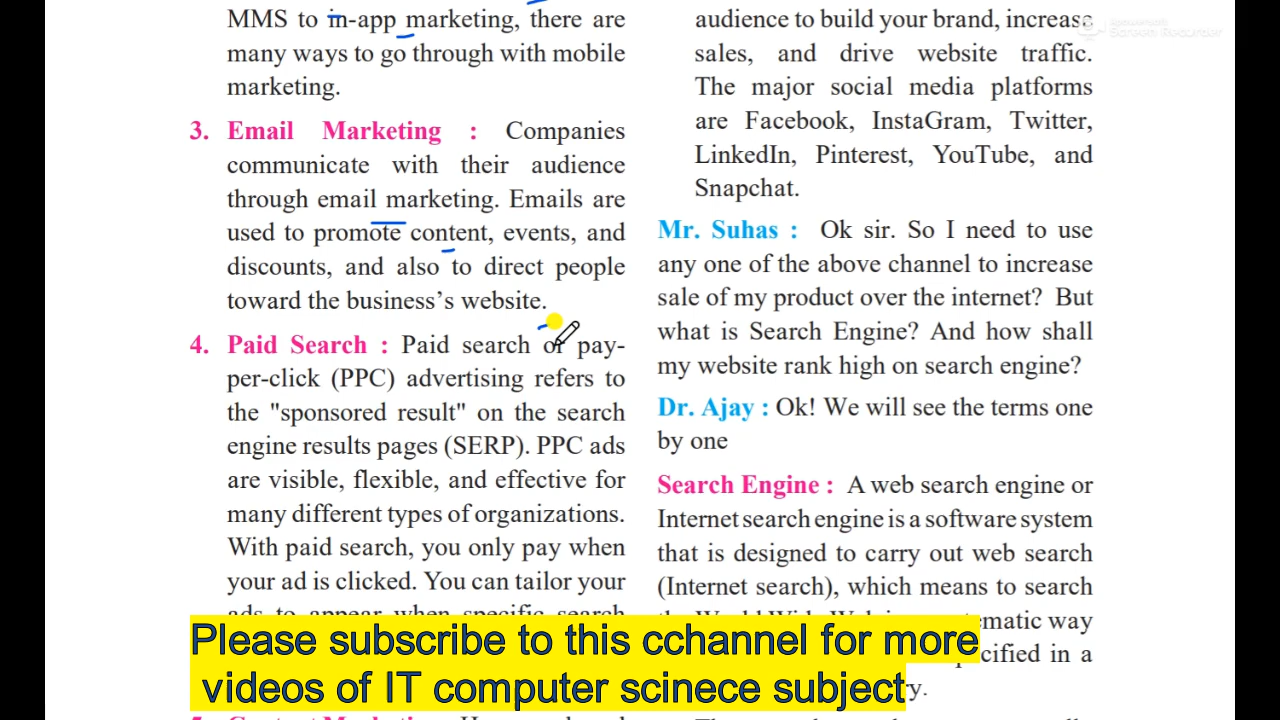 MMS to in-app marketing, there are
many ways to go through with mobile
marketing.
3. Email Marketing : Companies
communicate with their audience
through email marketing. Emails are
used to promote content, events, and
discounts, and also to direct people
toward the business's website.
4. Paid Search : Paid search or pay-
per-click (PPC) advertising refers to
the "sponsored result" on the search
engine results pages (SERP). PPC ads
are visible, flexible, and effective for
many different types of organizations.
With paid search, you only pay when
your ad is clicked. You can tailor your
ads to appear when specific search
audience to build your brand, increase
sales, and drive website traffic.
The major social media platforms
are Facebook, InstaGram, Twitter,
LinkedIn, Pinterest, YouTube, and
Snapchat.
Mr. Suhas : Ok sir. So I need to use
any one of the above channel to increase
sale of my product over the internet? But
what is Search Engine? And how shall
my website rank high on search engine?
Dr. Ajay : Ok! We will see the terms one
by one
Search Engine : A web search engine or
Internet search engine is a software system
that is designed to carry out web search
(Internet search), which means to search
Screen Recorder
Please subscribe to this cchannel for more
videos of IT computer scinece subject